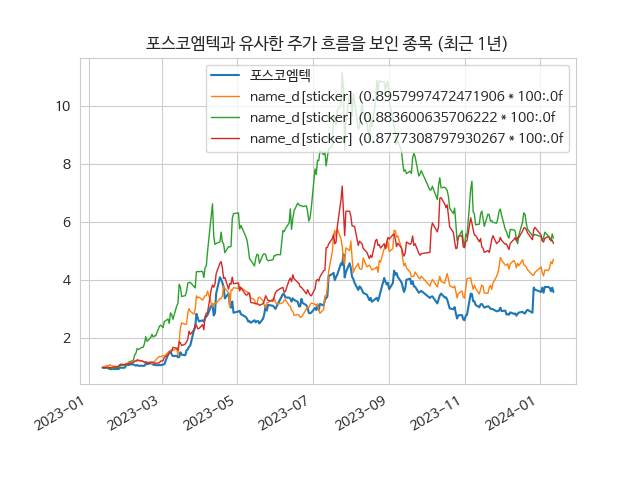 포스코엠텍과 유사한 주가 흐름을 보인 종목 (최근 1년)
포스코엠텍
name_d[sticker] (0.8957997472471906 * 100:.0f
name_d[sticker] (0.883600635706222 * 100:.0f
name_d[sticker] (0.8777308797930267 * 100:.0f
10
8
6
4
2
2023-01
2023-03
2023-05
2023-07
2023-09
2023-11
2024-01